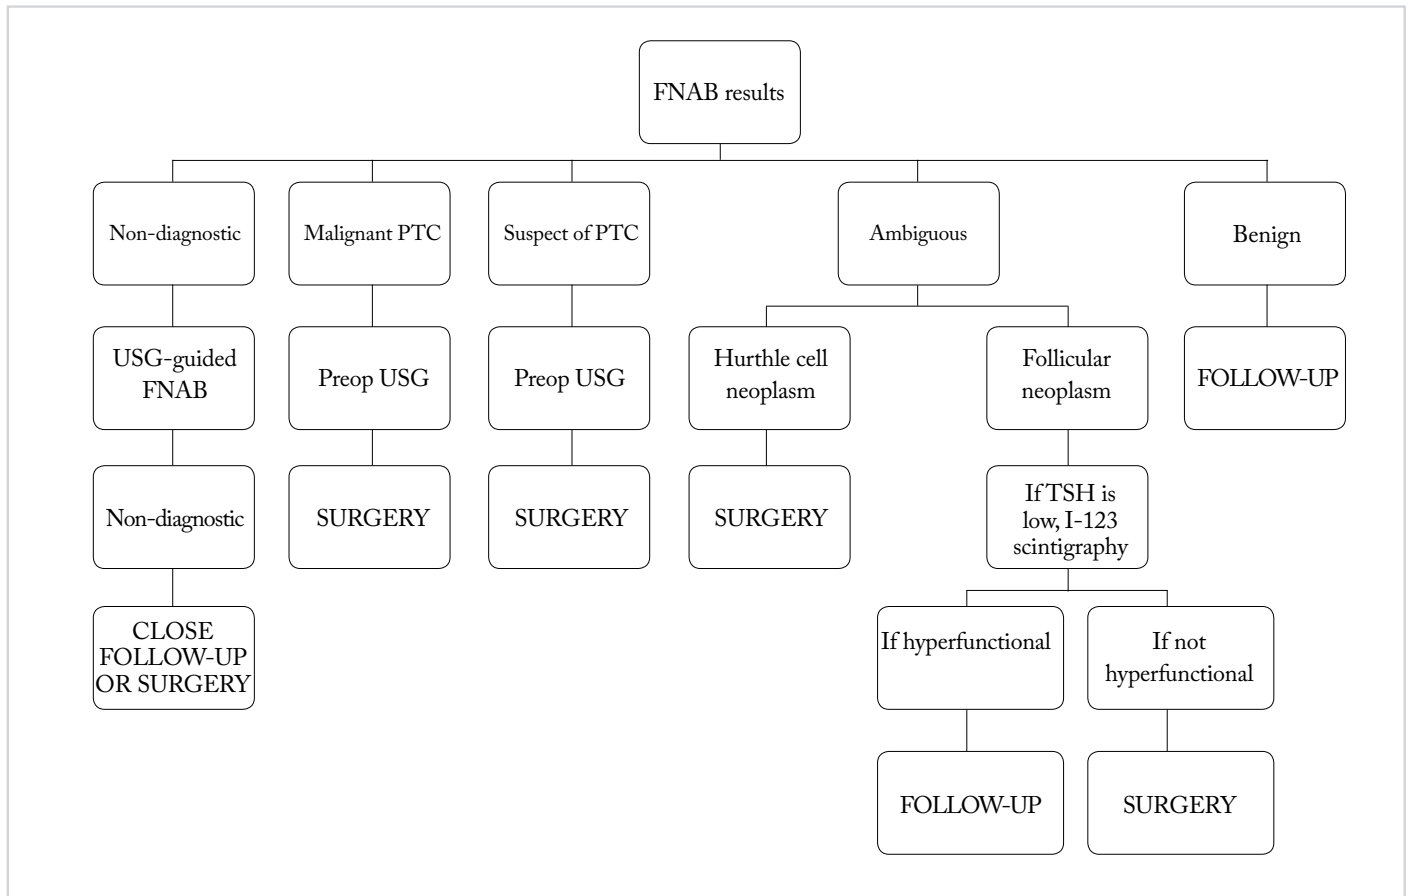 FNAB results
Non-diagnostic
Malignant PTC
Suspect of PTC
Ambiguous
Benign
USG-guided
FNAB
Preop USG
Preop USG
Hurthle cell
neoplasm
Follicular
neoplasm
FOLLOW-UP
Non-diagnostic
SURGERY
SURGERY
SURGERY
If TSH is
low, I-123
scintigraphy
CLOSE
FOLLOW-UP
OR SURGERY
If hyperfunctional
If not
hyperfunctional
FOLLOW-UP
SURGERY